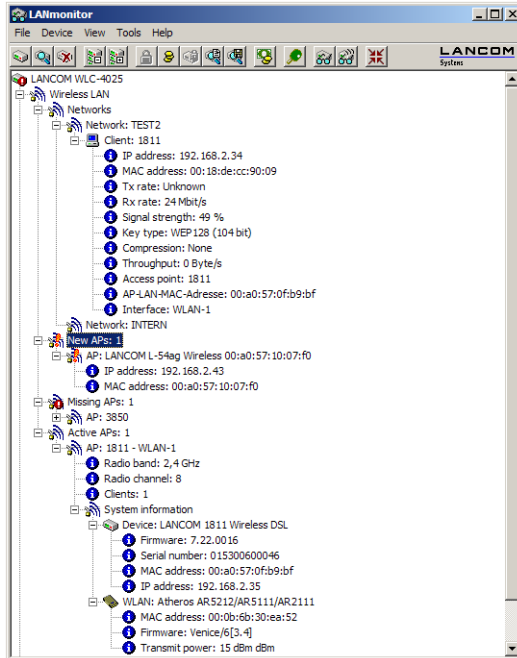 LANmonitor
File Device View Tools Help
LANCOM
Systems
LANCOM WLC-4025
Wireless LAN
Networks
Network: TEST2
Client: 1811
IP address: 192.168.2.34
MAC address: 00:18:de:cc:90:09
Tx rate: Unknown
Rx rate: 24 Mbit/s
Signal strength: 49 %
Key type: WEP128 (104 bit)
Compression: None
Throughput: 0 Byte/s
Access point: 1811
AP-LAN-MAC-Adresse: 00:a0:57:0f:b9:bf
Interface: WLAN-1
Network: INTERN
New APs: 1
AP: LANCOM L-54ag Wireless 00:a0:57:10:07:f0
IP address: 192.168.2.43
MAC address: 00:a0:57:10:07:f0
Missing APs: 1
AP: 3850
Active APs: 1
AP: 1811 - WLAN-1
Radio band: 2,4 GHz
Radio channel: 8
Clients: 1
System information
Device: LANCOM 1811 Wireless DSL
Firmware: 7.22.0016
Serial number: 015300600046
MAC address: 00:a0:57:0f:b9:bf
IP address: 192.168.2.35
WLAN: Atheros AR5212/AR5111/AR2111
MAC address: 00:0b:6b:30:ea:52
Firmware: Venice/6[3.4]
Transmit power: 15 dBm dBm